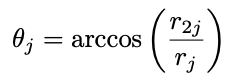 θ_j = arccos(r_{2j}/r_j)